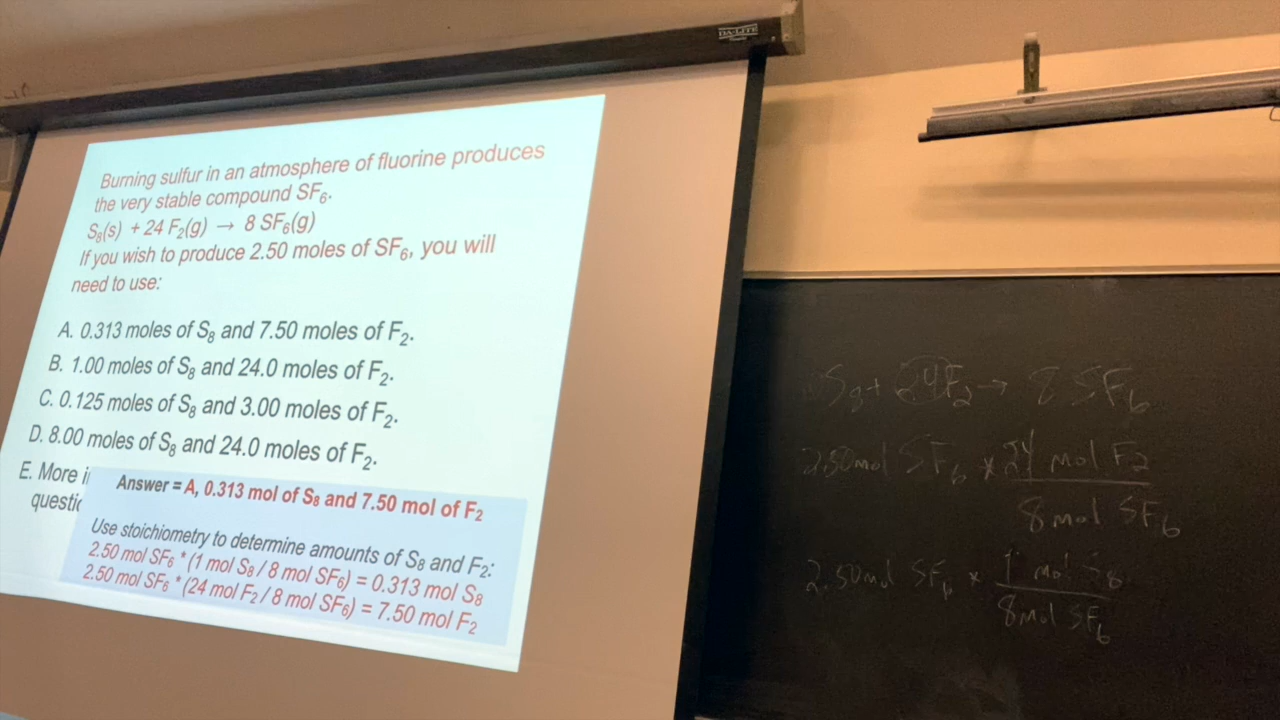 DA-LITE
Burning sulfur in an atmosphere of fluorine produces
the very stable compound SF₆.
S₈(s) + 24 F₂(g) → 8 SF₆(g)
If you wish to produce 2.50 moles of SF₆, you will
need to use:
A. 0.313 moles of S₈ and 7.50 moles of F₂.
B. 1.00 moles of S₈ and 24.0 moles of F₂.
C. 0.125 moles of S₈ and 3.00 moles of F₂.
D. 8.00 moles of S₈ and 24.0 moles of F₂.
E. More i
questi
Answer = A, 0.313 mol of S₈ and 7.50 mol of F₂
Use stoichiometry to determine amounts of S₈ and F₂:
2.50 mol SF₆ * (1 mol S₈ / 8 mol SF₆) = 0.313 mol S₈
2.50 mol SF₆ * (24 mol F₂ / 8 mol SF₆) = 7.50 mol F₂
S₈ + 24F₂ → 8 SF₆
2.50mol SF₆ * 24 mol F₂
8 mol SF₆
2.50mol SF₆ * 1 mol S₈
8mol SF₆